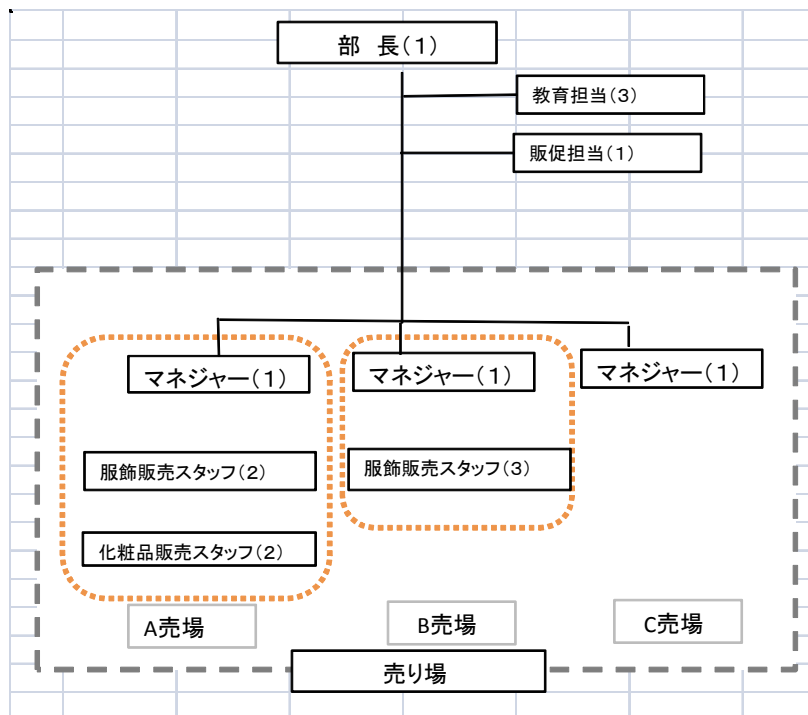 部 長(1)
教育担当(3)
販促担当(1)
マネジャー(1)
マネジャー(1)
マネジャー(1)
服飾販売スタッフ(2)
服飾販売スタッフ(3)
化粧品販売スタッフ(2)
A売場
B売場
C売場
売り場